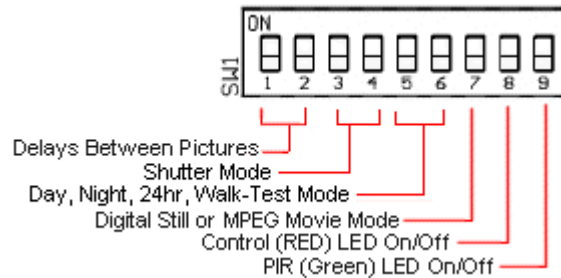 ON
SW1
1 2 3 4 5 6 7 8 9
Delays Between Pictures
Shutter Mode
Day, Night, 24hr, Walk-Test Mode
Digital Still or MPEG Movie Mode
Control (RED) LED On/Off
PIR (Green) LED On/Off